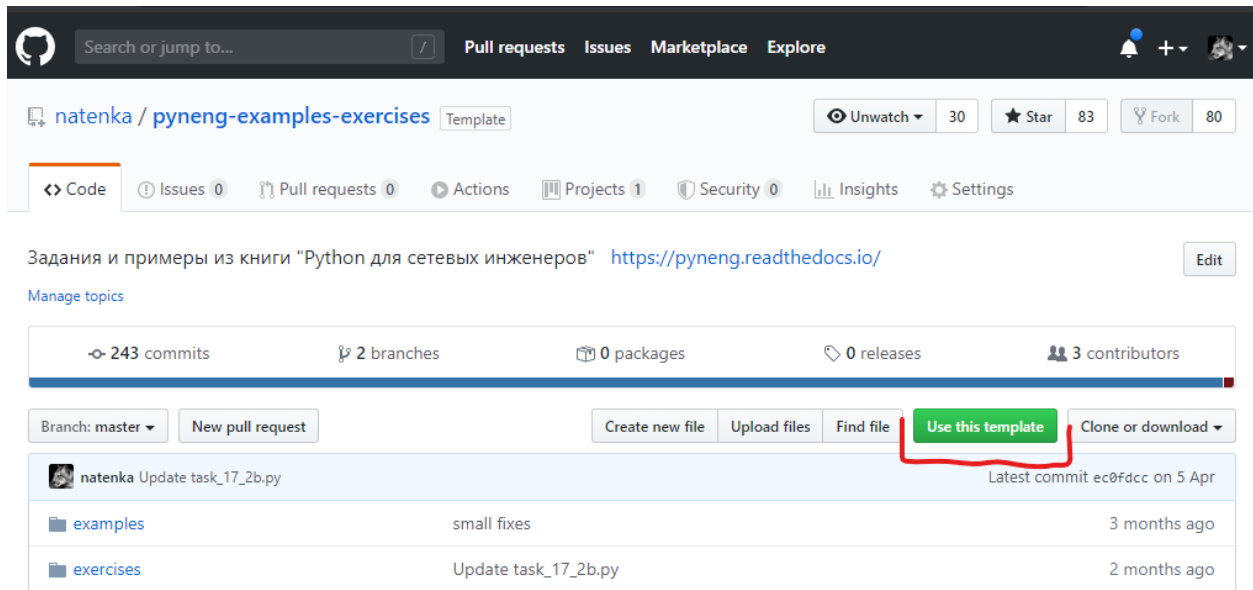 Search or jump to... / Pull requests Issues Marketplace Explore
natenka / pyneng-examples-exercises Template Unwatch 30 Star 83 Fork 80
Code Issues 0 Pull requests 0 Actions Projects 1 Security 0 Insights Settings
Задания и примеры из книги "Python для сетевых инженеров" https://pyneng.readthedocs.io/ Edit
Manage topics
243 commits 2 branches 0 packages 0 releases 3 contributors
Branch: master New pull request Create new file Upload files Find file Use this template Clone or download
natenka Update task_17_2b.py Latest commit ec0fdcc on 5 Apr
examples small fixes 3 months ago
exercises Update task_17_2b.py 2 months ago